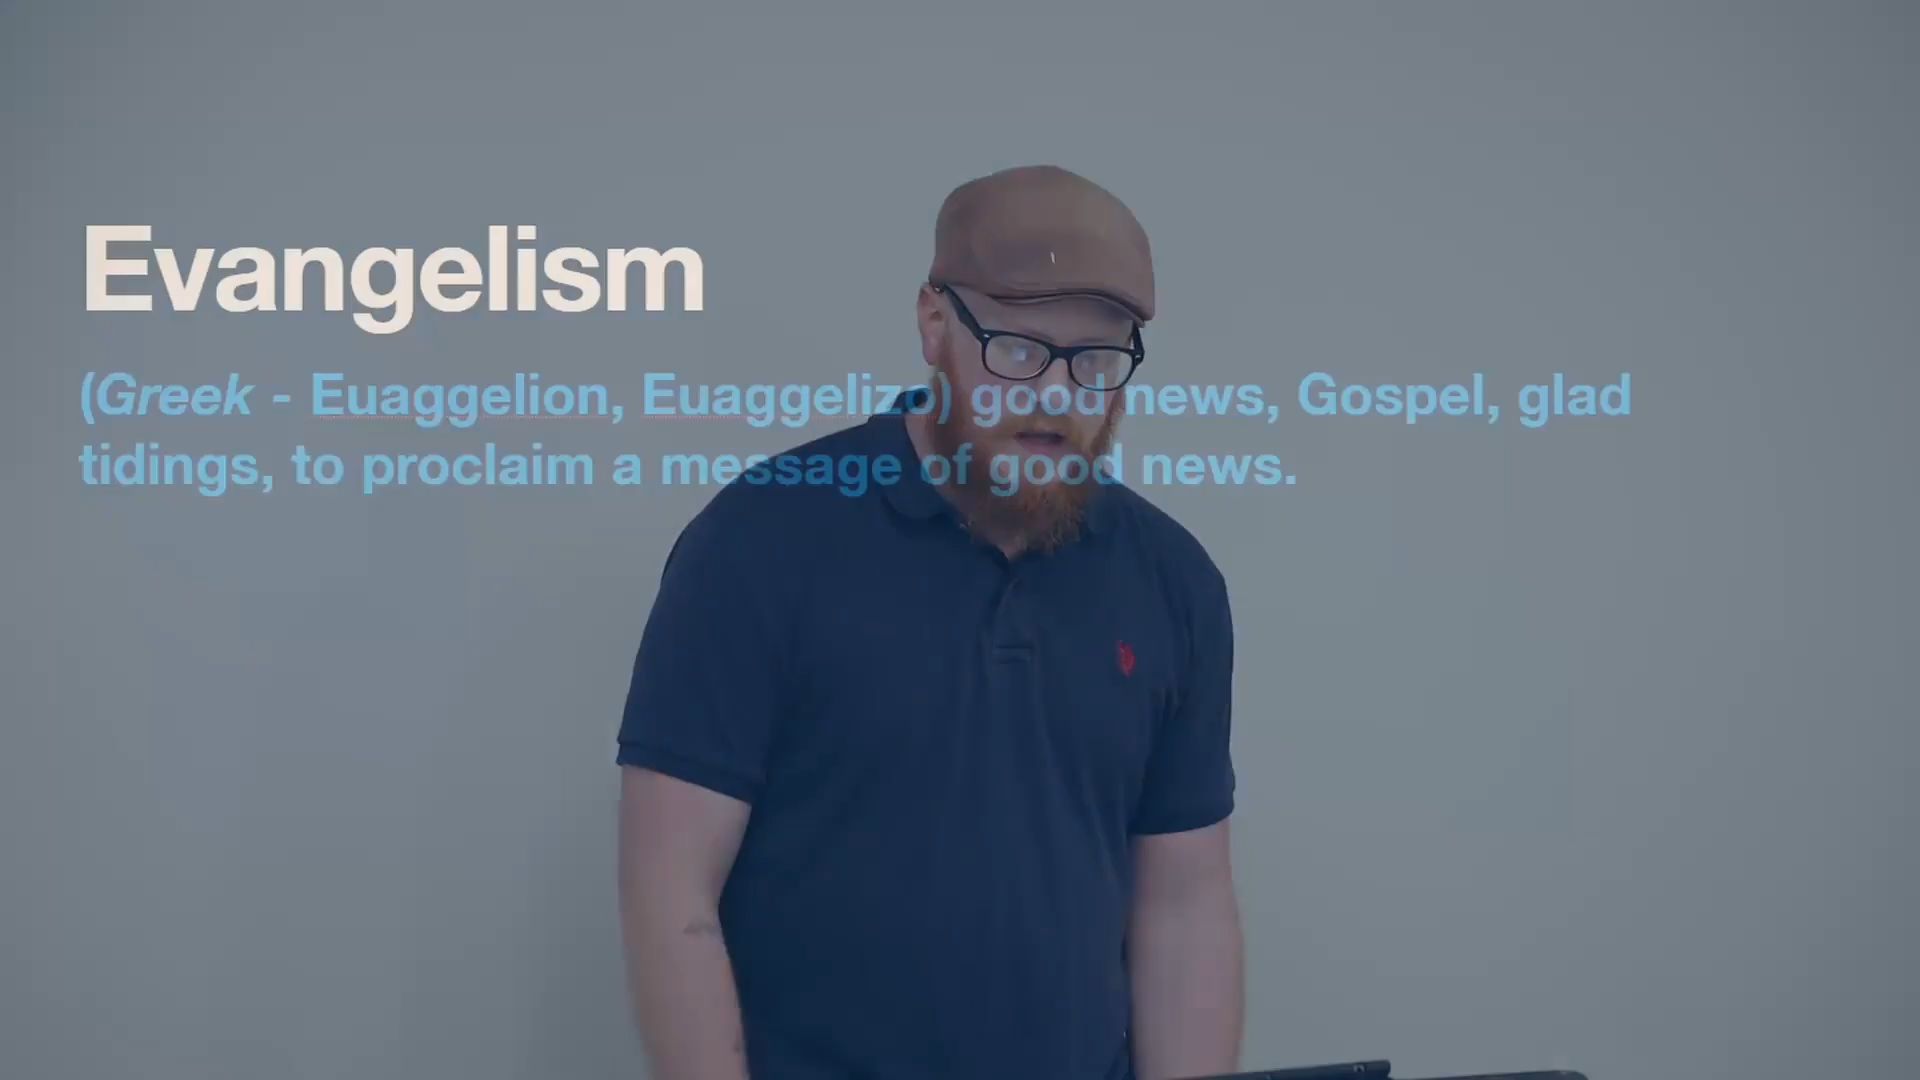 Evangelism
(Greek - Euaggelion, Euaggelizo) good news, Gospel, glad
tidings, to proclaim a message of good news.